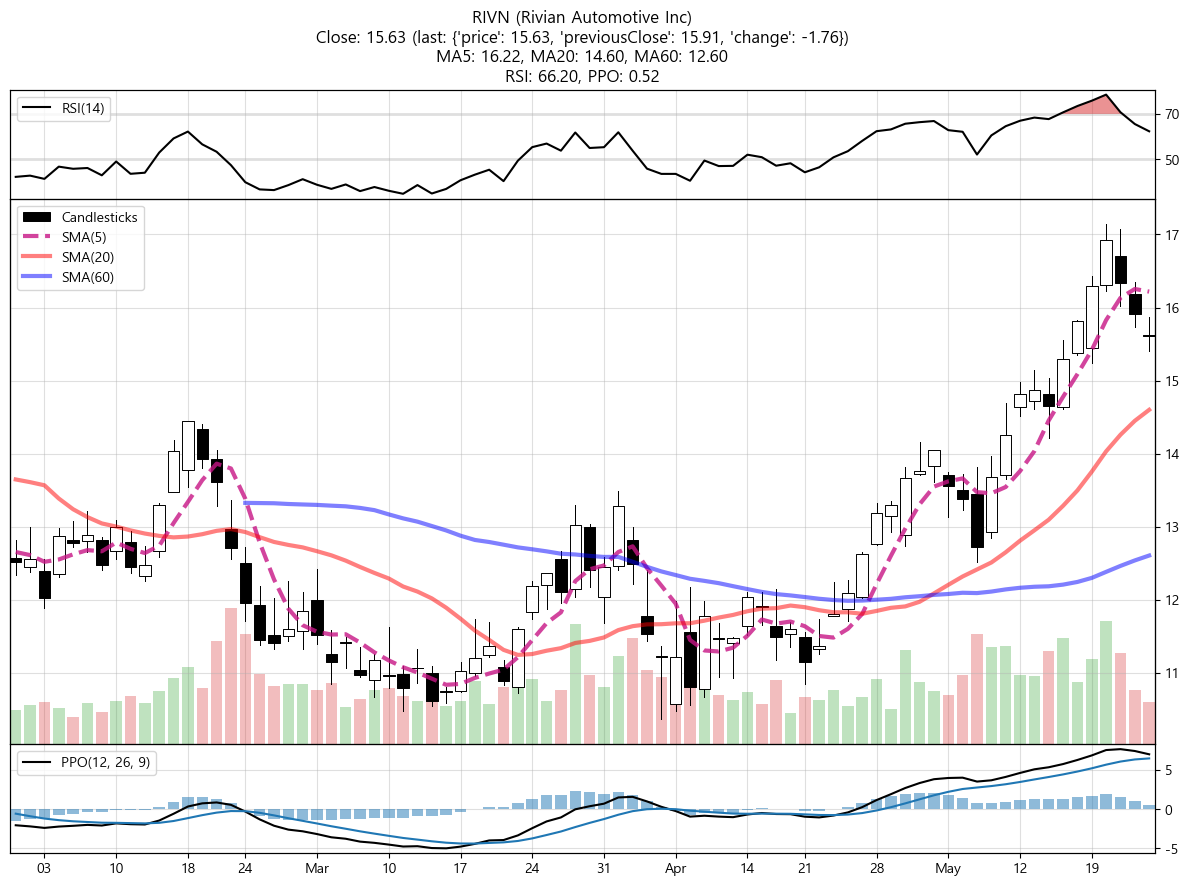 RIVN (Rivian Automotive Inc)
Close: 15.63 (last: {'price': 15.63, 'previousClose': 15.91, 'change': -1.76})
MA5: 16.22, MA20: 14.60, MA60: 12.60
RSI: 66.20, PPO: 0.52
RSI(14)
70
50
Candlesticks
SMA(5)
SMA(20)
SMA(60)
17
16
15
14
13
12
11
PPO(12, 26, 9)
5
0
-5
03 10 18 24 Mar 10 17 24 31 Apr 14 21 28 May 12 19